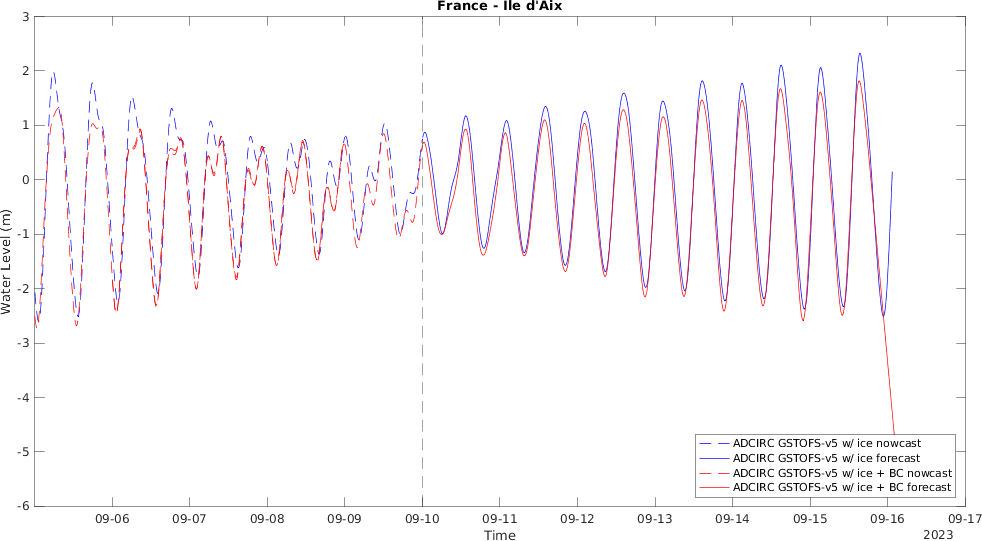 France - Ile d'Aix
3
2
1
0
-1
-2
-3
-4
-5
-6
Water Level (m)
ADCIRC GSTOFS-v5 w/ ice nowcast
ADCIRC GSTOFS-v5 w/ ice forecast
ADCIRC GSTOFS-v5 w/ ice + BC nowcast
ADCIRC GSTOFS-v5 w/ ice + BC forecast
09-06 09-07 09-08 09-09 09-10 09-11 09-12 09-13 09-14 09-15 09-16 09-17
Time
2023